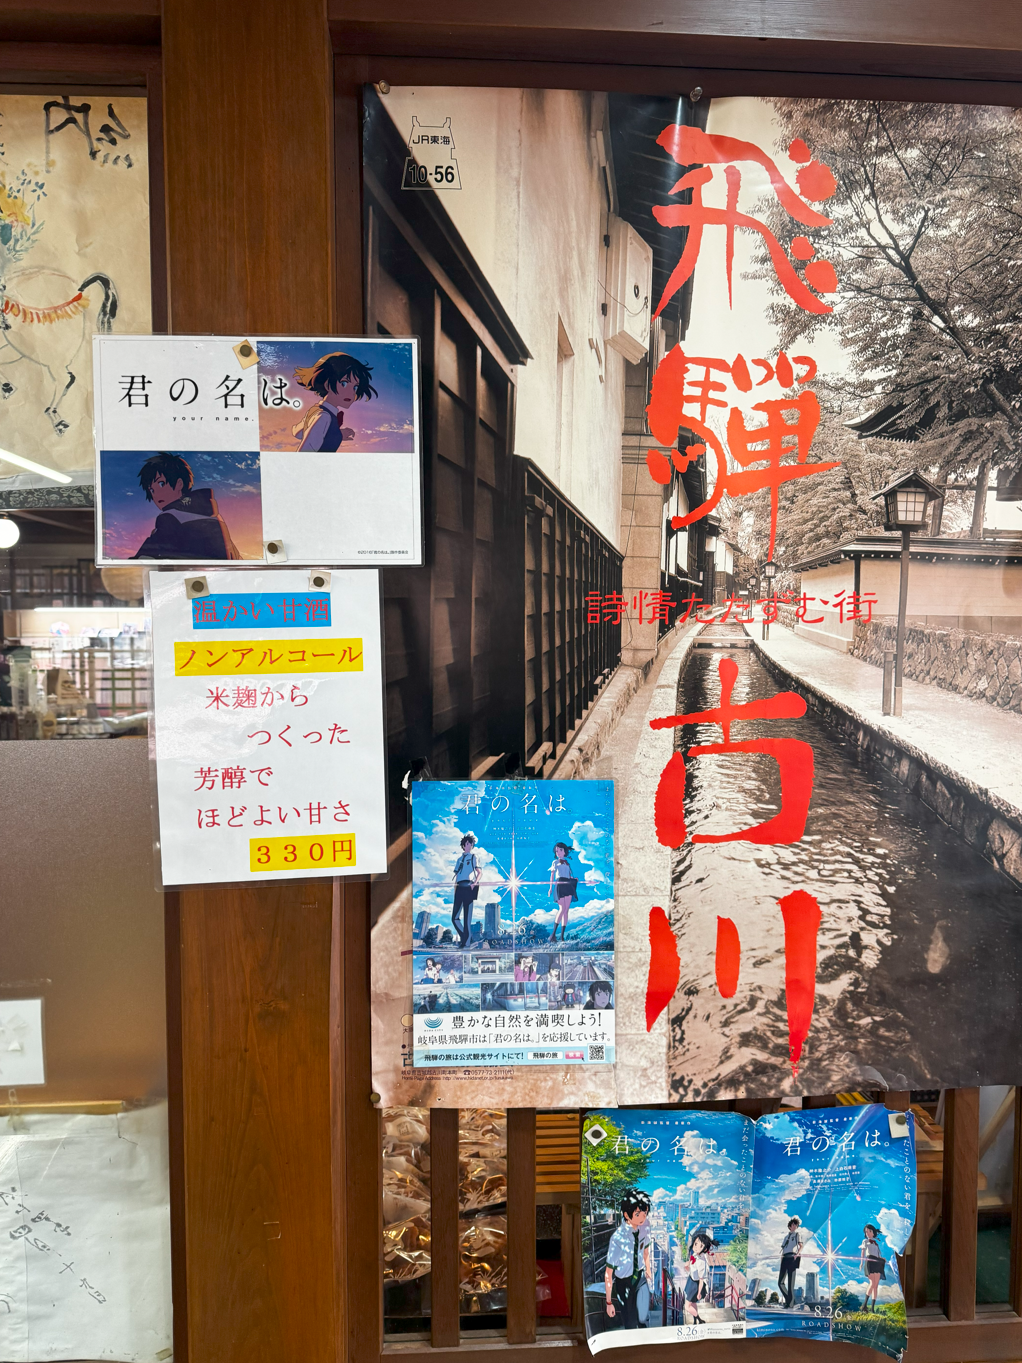 JR東海
10-56
飛騨
詩情ただずむ街
古川
君の名は。
your name.
温かい甘酒
ノンアルコール
米麹から
つくった
芳醇で
ほどよい甘さ
330円
君の名は
8.26
ROADSHOW
豊かな自然を満喫しよう!
岐阜県飛騨市は「君の名は。」を応援しています。
飛騨の旅は公式観光サイトにて!
飛騨の旅
君の名は。
8.26
君の名は。
8.26
ROADSHOW